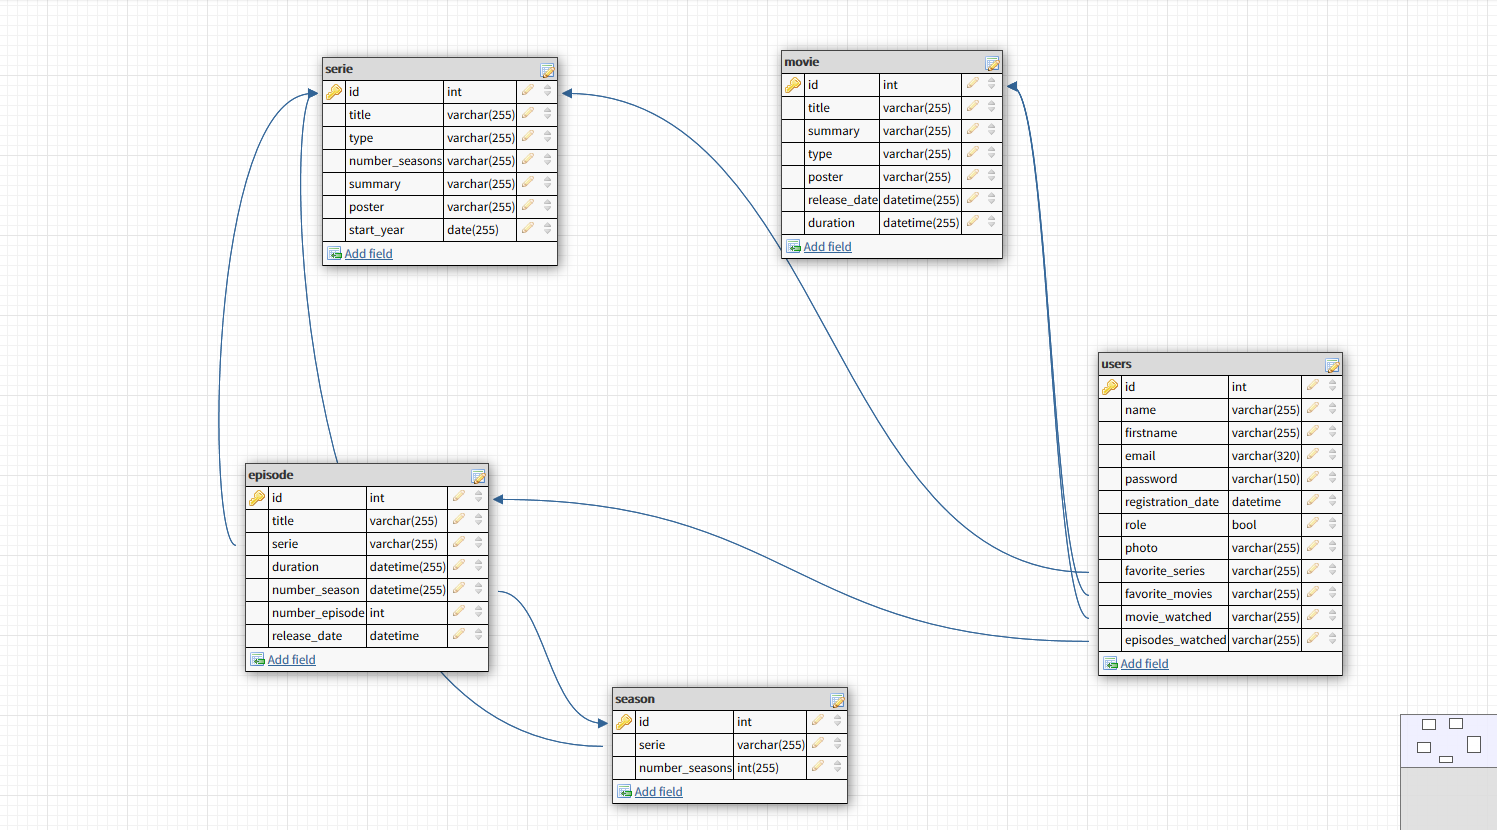 serie
id int
title varchar(255)
type varchar(255)
number_seasons varchar(255)
summary varchar(255)
poster varchar(255)
start_year date(255)
Add field
movie
id int
title varchar(255)
summary varchar(255)
type varchar(255)
poster varchar(255)
release_date datetime(255)
duration datetime(255)
Add field
users
id int
name varchar(255)
firstname varchar(255)
email varchar(320)
password varchar(150)
registration_date datetime
role bool
photo varchar(255)
favorite_series varchar(255)
favorite_movies varchar(255)
movie_watched varchar(255)
episodes_watched varchar(255)
Add field
episode
id int
title varchar(255)
serie varchar(255)
duration datetime(255)
number_season datetime(255)
number_episode int
release_date datetime
Add field
season
id int
serie varchar(255)
number_seasons int(255)
Add field